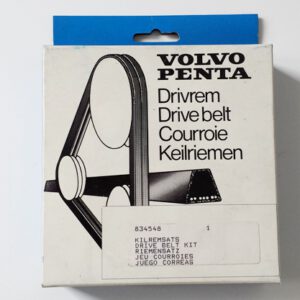 VOLVO
PENTA
Drivrem
Drive belt
Courroie
Keilriemen
834548 1
KILREMSATS
DRIVE BELT KIT
RIEMENSATZ
JEU COURROIES
JUEGO CORREAS